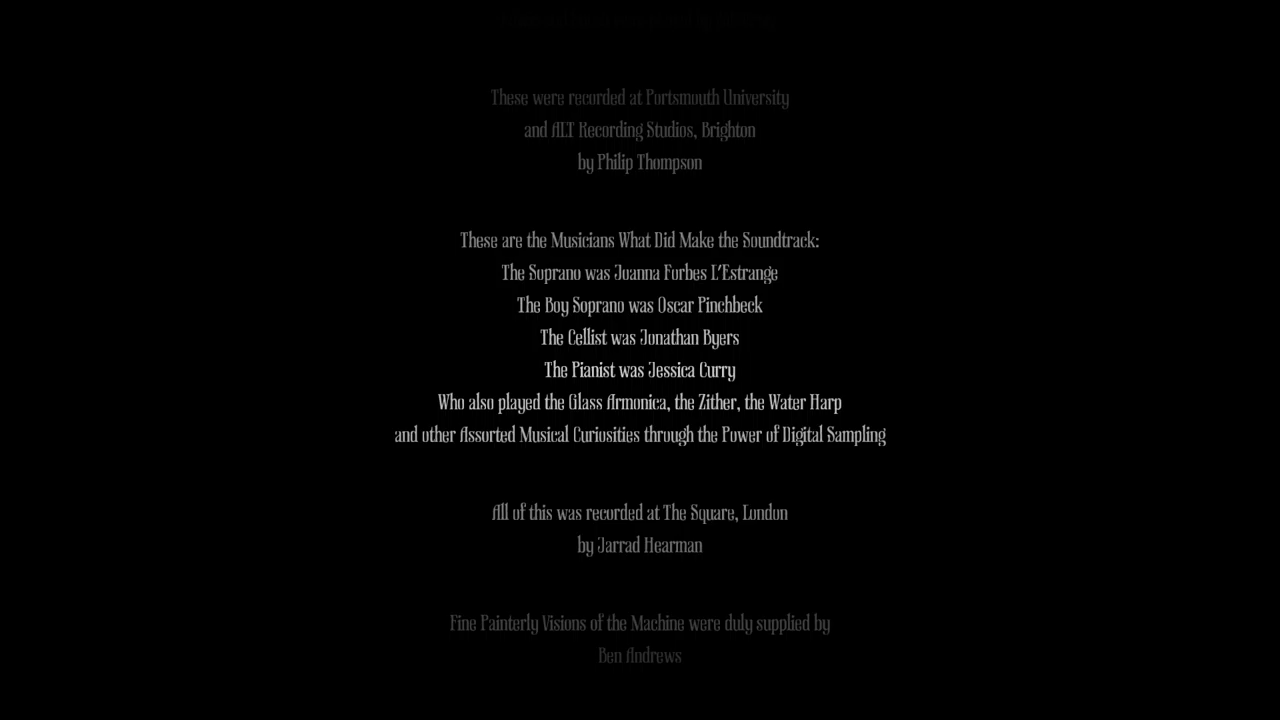 These were recorded at Portsmouth University
and ALT Recording Studios, Brighton
by Philip Thompson
These are the Musicians What Did Make the Soundtrack:
The Soprano was Joanna Forbes L'Estrange
The Boy Soprano was Oscar Pinchbeck
The Cellist was Jonathan Byers
The Pianist was Jessica Curry
Who also played the Glass Armonica, the Zither, the Water Harp
and other Assorted Musical Curiosities through the Power of Digital Sampling
All of this was recorded at The Square, London
by Jarrad Hearman
Fine Painterly Visions of the Machine were duly supplied by
Ben Andrews